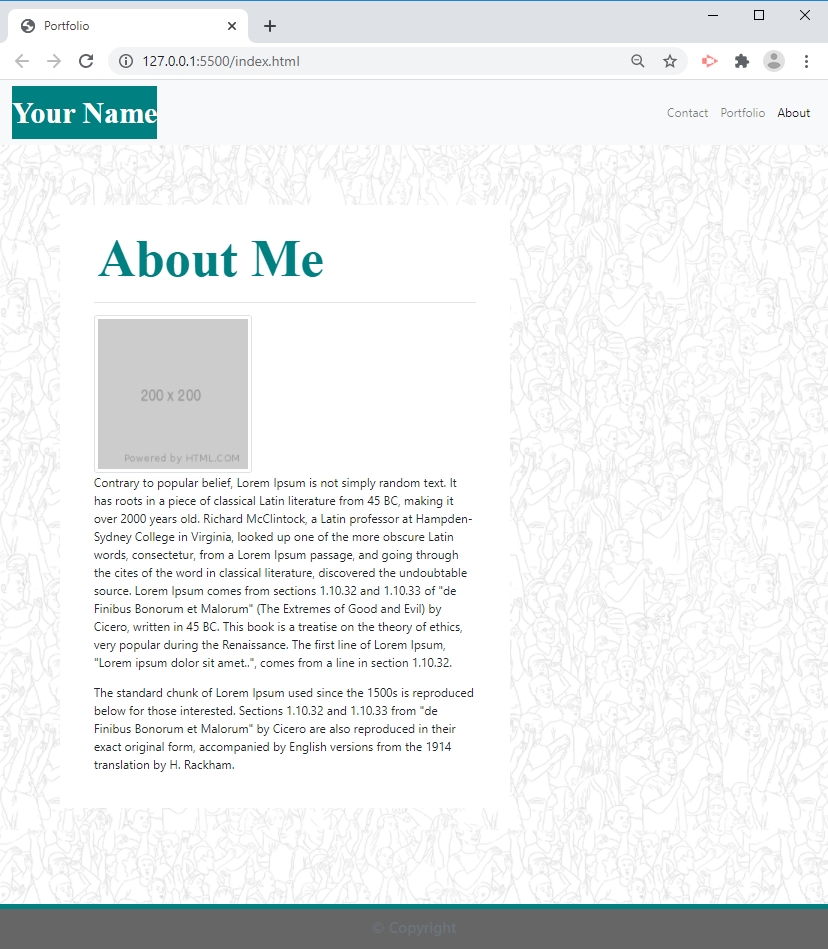 Portfolio
127.0.0.1:5500/index.html
Your Name
Contact Portfolio About
About Me
200 x 200
Powered by HTML.COM
Contrary to popular belief, Lorem Ipsum is not simply random text. It
has roots in a piece of classical Latin literature from 45 BC, making it
over 2000 years old. Richard McClintock, a Latin professor at Hampden-
Sydney College in Virginia, looked up one of the more obscure Latin
words, consectetur, from a Lorem Ipsum passage, and going through
the cites of the word in classical literature, discovered the undoubtable
source. Lorem Ipsum comes from sections 1.10.32 and 1.10.33 of "de
Finibus Bonorum et Malorum" (The Extremes of Good and Evil) by
Cicero, written in 45 BC. This book is a treatise on the theory of ethics,
very popular during the Renaissance. The first line of Lorem Ipsum,
"Lorem ipsum dolor sit amet..", comes from a line in section 1.10.32.
The standard chunk of Lorem Ipsum used since the 1500s is reproduced
below for those interested. Sections 1.10.32 and 1.10.33 from "de
Finibus Bonorum et Malorum" by Cicero are also reproduced in their
exact original form, accompanied by English versions from the 1914
translation by H. Rackham.
© Copyright